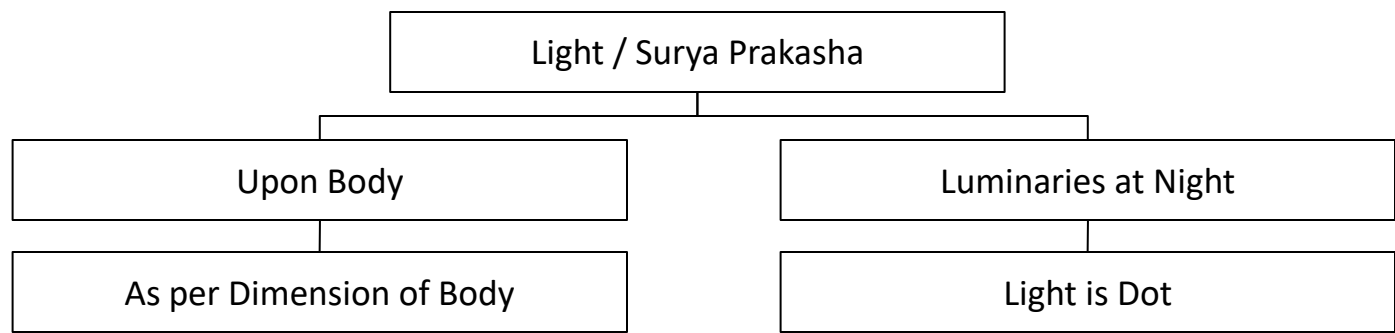 Light / Surya Prakasha
Upon Body
Luminaries at Night
As per Dimension of Body
Light is Dot